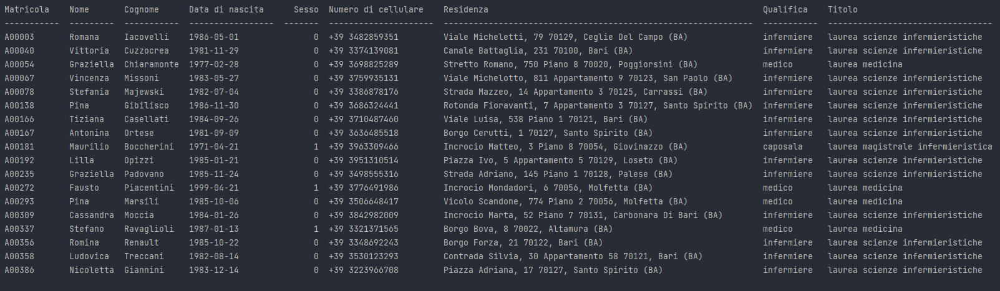 Matricola    Nome       Cognome      Data di nascita      Sesso  Numero di cellulare    Residenza                                                       Qualifica    Titolo
-----------  ---------  -----------  -----------------  -------  ---------------------  --------------------------------------------------------------  -----------  ---------------------------------
A00003       Romana     Iacovelli    1986-05-01               0  +39 3482859351         Viale Micheletti, 79 70129, Ceglie Del Campo (BA)               infermiere   laurea scienze infermieristiche
A00040       Vittoria   Cuzzocrea    1981-11-29               0  +39 3374139081         Canale Battaglia, 231 70100, Bari (BA)                          infermiere   laurea scienze infermieristiche
A00054       Graziella  Chiaramonte  1977-02-28               0  +39 3698825289         Stretto Romano, 750 Piano 8 70020, Poggiorsini (BA)             medico       laurea medicina
A00067       Vincenza   Missoni      1983-05-27               0  +39 3759935131         Viale Michelotto, 811 Appartamento 9 70123, San Paolo (BA)      infermiere   laurea scienze infermieristiche
A00078       Stefania   Majewski     1982-07-04               0  +39 3386878176         Strada Mazzeo, 14 Appartamento 3 70125, Carrassi (BA)           infermiere   laurea scienze infermieristiche
A00138       Pina       Gibilisco    1986-11-30               0  +39 3686324441         Rotonda Fioravanti, 7 Appartamento 3 70127, Santo Spirito (BA)  infermiere   laurea scienze infermieristiche
A00166       Tiziana    Casellati    1984-09-26               0  +39 3710487460         Viale Luisa, 538 Piano 1 70121, Bari (BA)                       infermiere   laurea scienze infermieristiche
A00167       Antonina   Ortese       1981-09-09               0  +39 3636485518         Borgo Cerutti, 1 70127, Santo Spirito (BA)                      infermiere   laurea scienze infermieristiche
A00181       Maurilio   Boccherini   1971-04-21               1  +39 3963309466         Incrocio Matteo, 3 Piano 8 70054, Giovinazzo (BA)               caposala     laurea magistrale infermieristica
A00192       Lilla      Opizzi       1985-01-21               0  +39 3951310514         Piazza Ivo, 5 Appartamento 5 70129, Loseto (BA)                 infermiere   laurea scienze infermieristiche
A00235       Graziella  Padovano     1985-11-24               0  +39 3498555316         Strada Adriano, 145 Piano 1 70128, Palese (BA)                  infermiere   laurea scienze infermieristiche
A00272       Fausto     Piacentini   1999-04-21               1  +39 3776491986         Incrocio Mondadori, 6 70056, Molfetta (BA)                      medico       laurea medicina
A00293       Pina       Marsili      1985-10-06               0  +39 3506648417         Vicolo Scandone, 774 Piano 2 70056, Molfetta (BA)               medico       laurea medicina
A00309       Cassandra  Moccia       1984-01-26               0  +39 3842982009         Incrocio Marta, 52 Piano 7 70131, Carbonara Di Bari (BA)        infermiere   laurea scienze infermieristiche
A00337       Stefano    Ravaglioli   1987-01-13               1  +39 3321371565         Borgo Bova, 8 70022, Altamura (BA)                              medico       laurea medicina
A00356       Romina     Renault      1985-10-22               0  +39 3348692243         Borgo Forza, 21 70122, Bari (BA)                                infermiere   laurea scienze infermieristiche
A00358       Ludovica   Treccani     1982-08-14               0  +39 3530123293         Contrada Silvia, 30 Appartamento 58 70121, Bari (BA)            infermiere   laurea scienze infermieristiche
A00386       Nicoletta  Giannini     1983-12-14               0  +39 3223966708         Piazza Adriana, 17 70127, Santo Spirito (BA)                    infermiere   laurea scienze infermieristiche